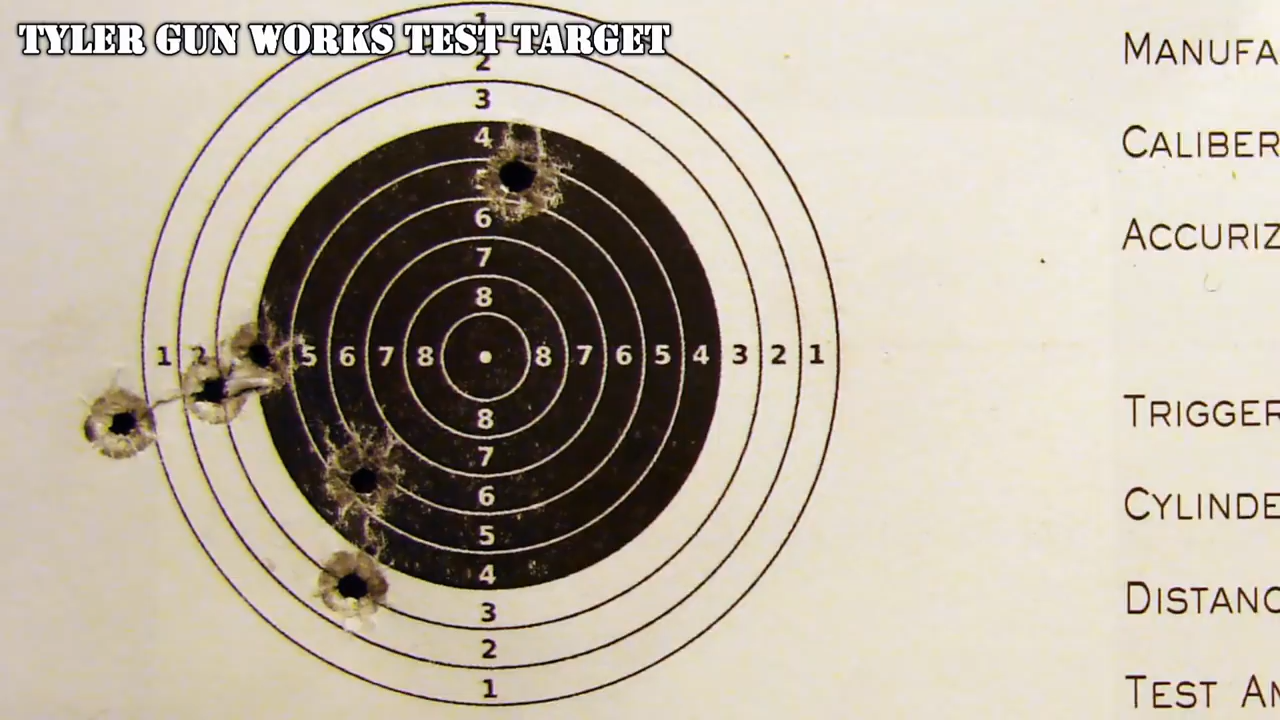 TYLER GUN WORKS TEST TARGET
1
2
3
4
6
7
8
1 2 5 6 7 8 8 7 6 5 4 3 2 1
8
7
6
5
4
3
2
1
MANUFA
CALIBER
ACCURIZ
TRIGGER
CYLINDE
DISTANC
TEST AN